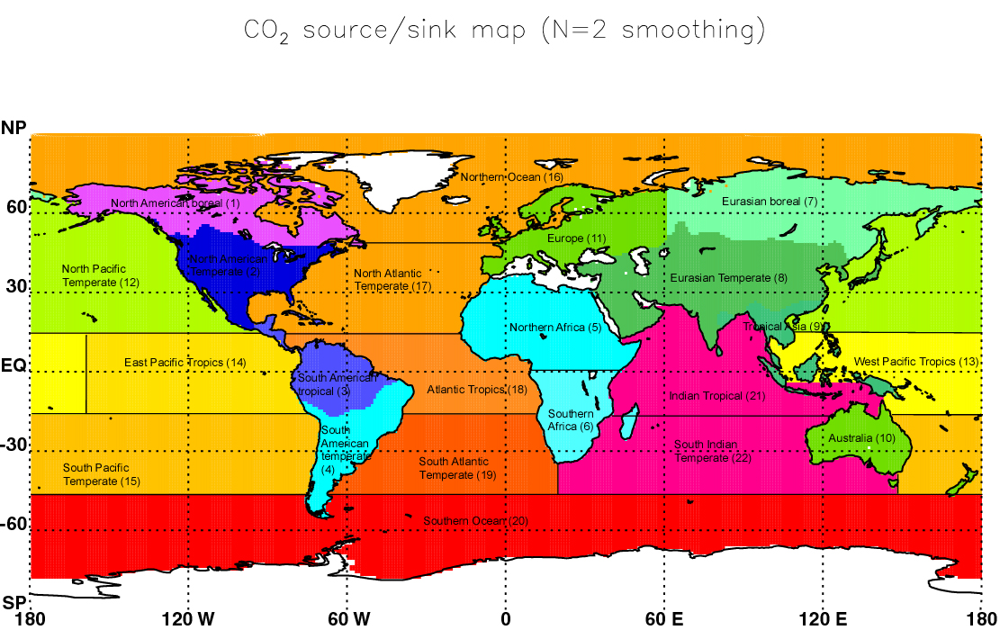 CO₂ source/sink map (N=2 smoothing)
NP
Northern Ocean (16)
60
North American boreal (1)
Eurasian boreal (7)
Europe (11)
North American
temperate (2)
North Pacific
Temperate (12)
North Atlantic
Temperate (17)
Eurasian Temperate (8)
30
Northern Africa (5)
Tropical Asia (9)
EQ
East Pacific Tropics (14)
West Pacific Tropics (13)
South American
tropical (3)
Atlantic Tropics (18)
Indian Tropical (21)
Southern
Africa (6)
South
American
temperate
(4)
Australia (10)
-30
South Indian
Temperate (22)
South Pacific
Temperate (15)
South Atlantic
Temperate (19)
-60
Southern Ocean (20)
SP
180 120 W 60 W 0 60 E 120 E 180